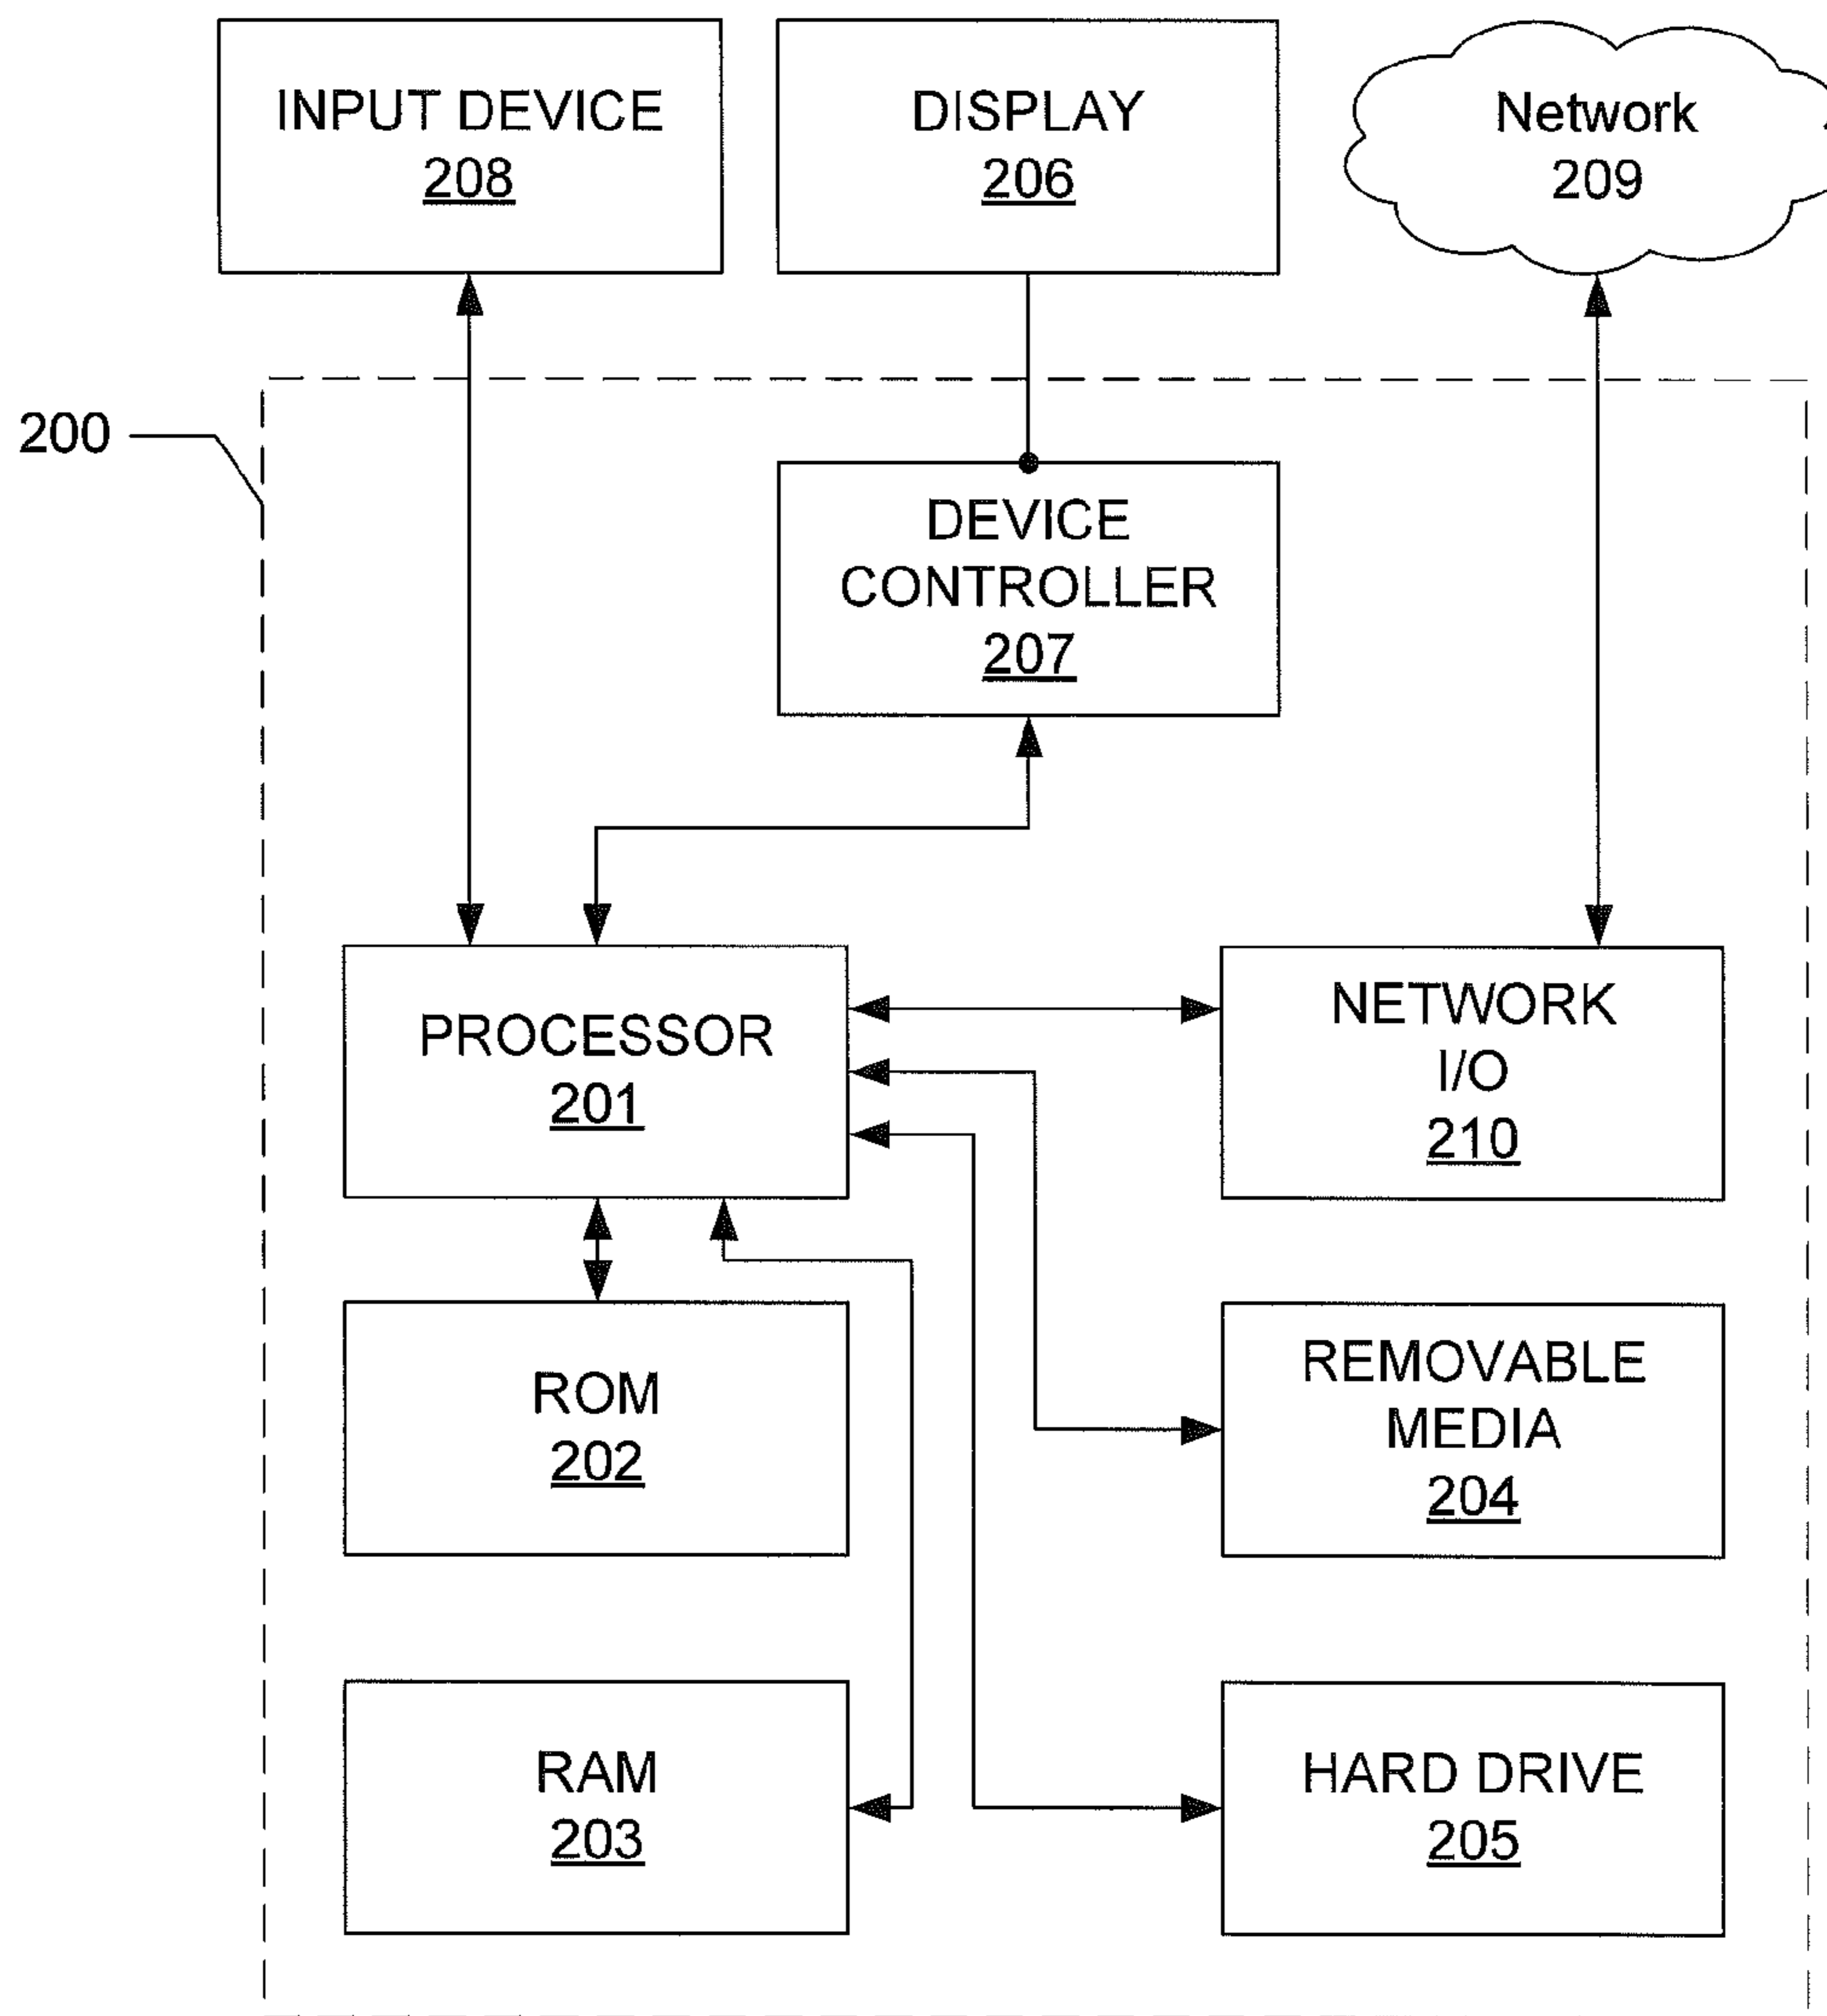 INPUT DEVICE
208
DISPLAY
206
Network
209
200
DEVICE
CONTROLLER
207
PROCESSOR
201
NETWORK
I/O
210
ROM
202
REMOVABLE
MEDIA
204
RAM
203
HARD DRIVE
205